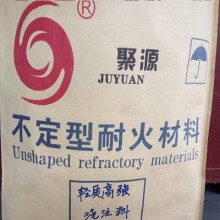 ®
聚源
JUYUAN
不定型耐火材料
Unshaped refractory materials
轻质高强
浇注料